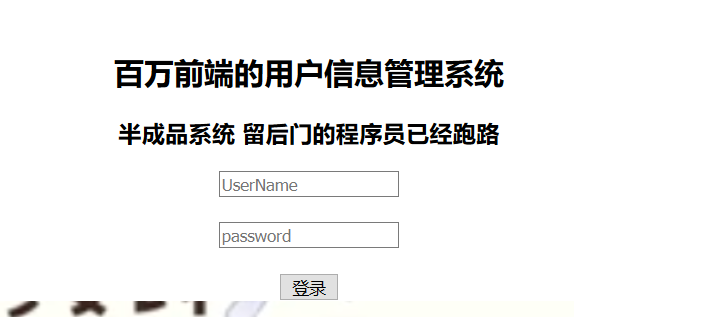 百万前端的用户信息管理系统
半成品系统 留后门的程序员已经跑路
UserName
password
登录